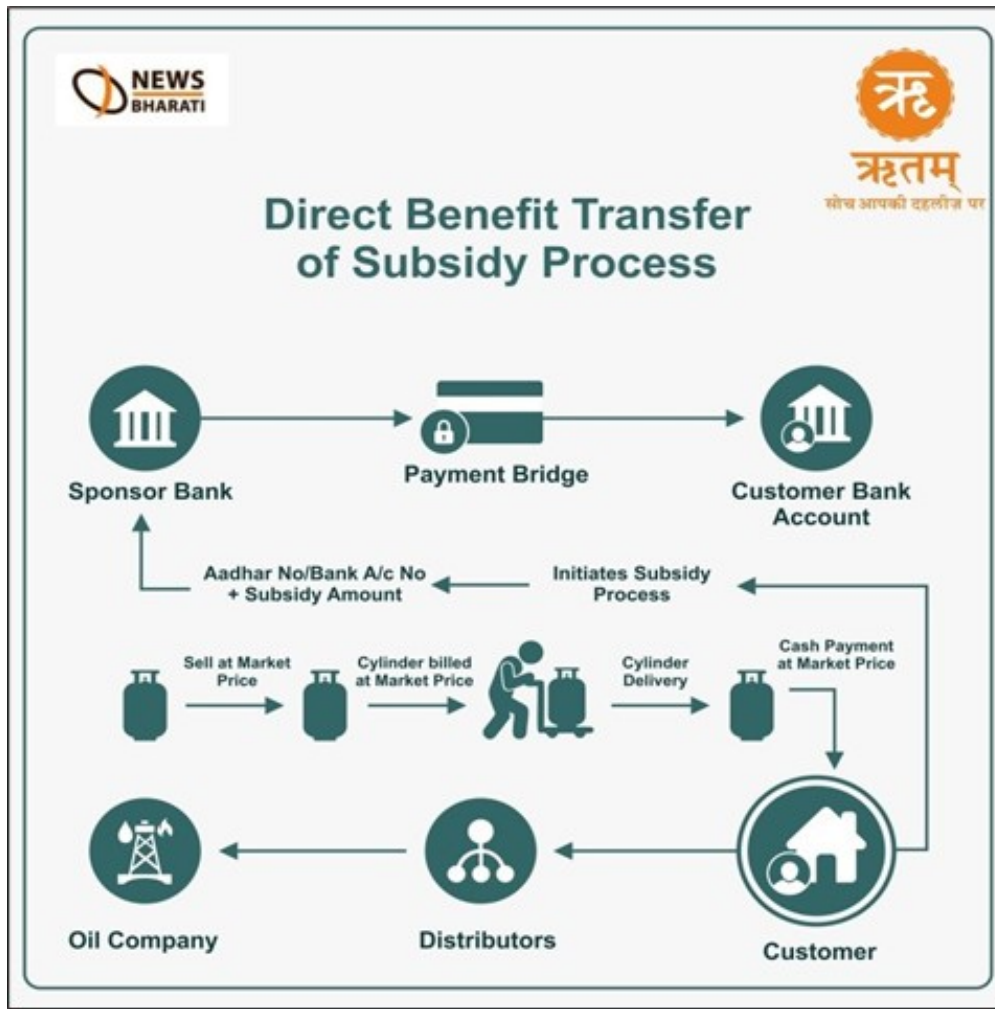 NEWS
BHARATI
ऋ
ऋतम्
सोच आपकी दहलीज़ पर
Direct Benefit Transfer
of Subsidy Process
Sponsor Bank
Payment Bridge
Customer Bank
Account
Aadhar No/Bank A/c No
+ Subsidy Amount
Initiates Subsidy
Process
Sell at Market
Price
Cylinder billed
at Market Price
Cylinder
Delivery
Cash Payment
at Market Price
Oil Company
Distributors
Customer